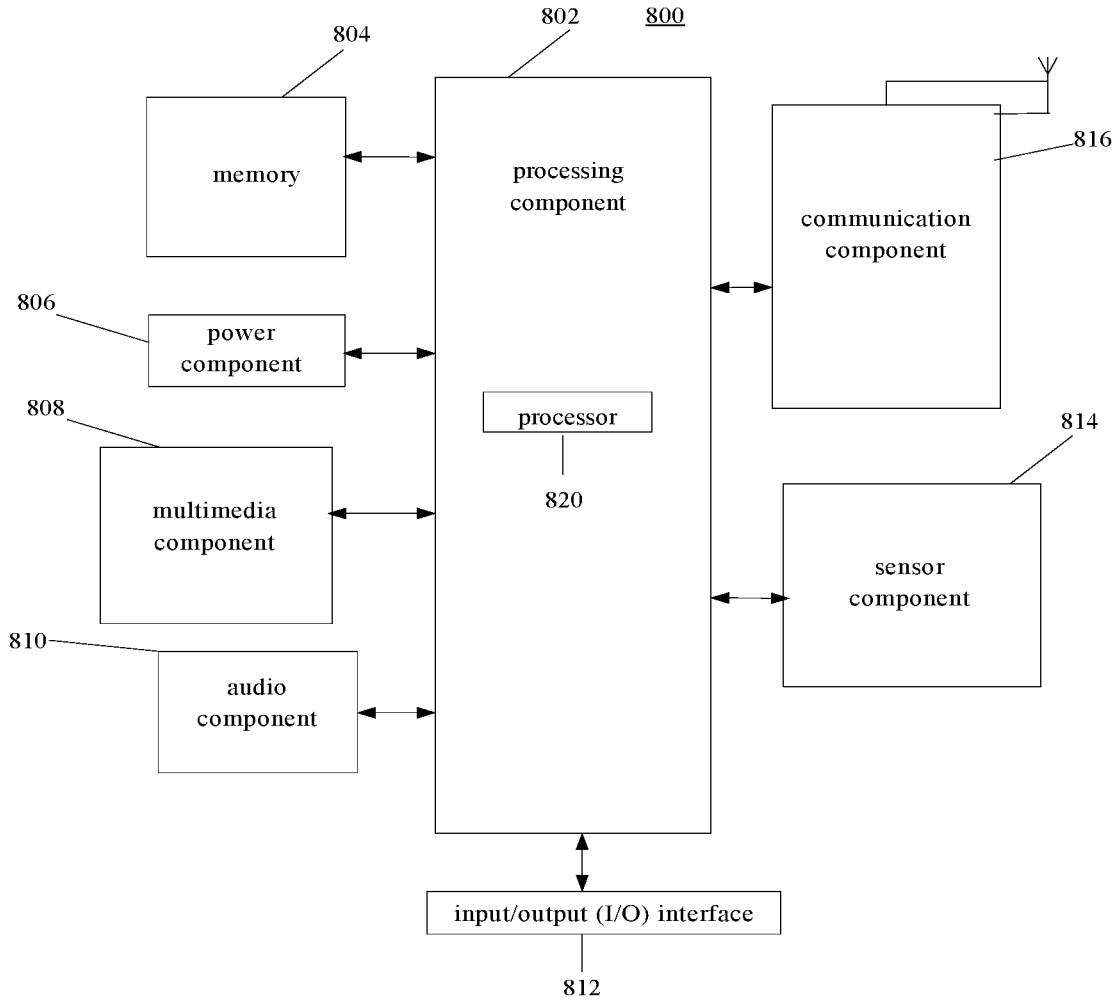 802
800
804
memory
processing
component
816
communication
component
806
power
component
808
processor
820
814
multimedia
component
sensor
component
810
audio
component
input/output (I/O) interface
812